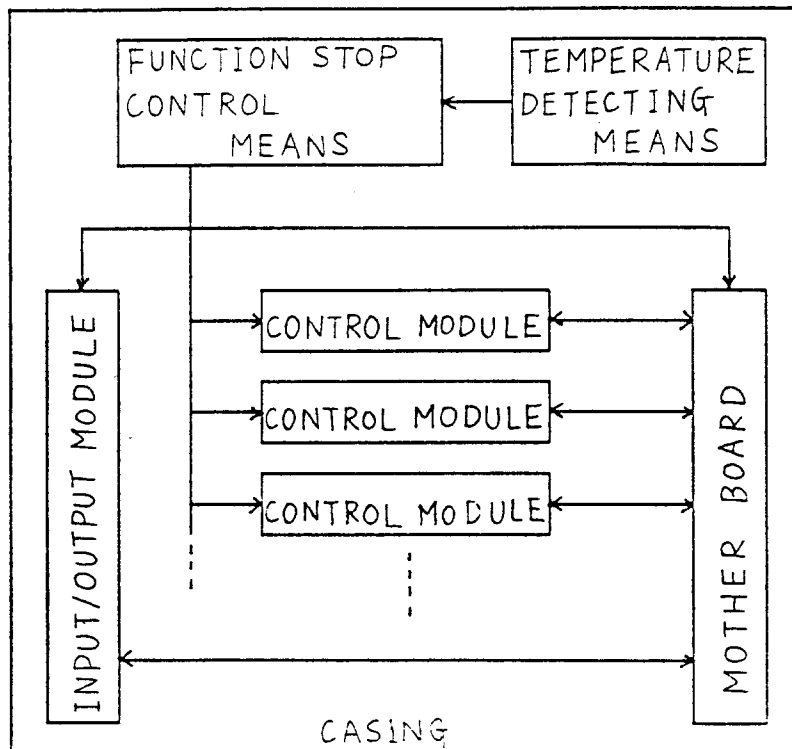 FUNCTION STOP
CONTROL
MEANS
TEMPERATURE
DETECTING
MEANS
INPUT/OUTPUT MODULE
CONTROL MODULE
CONTROL MODULE
CONTROL MODULE
MOTHER BOARD
CASING